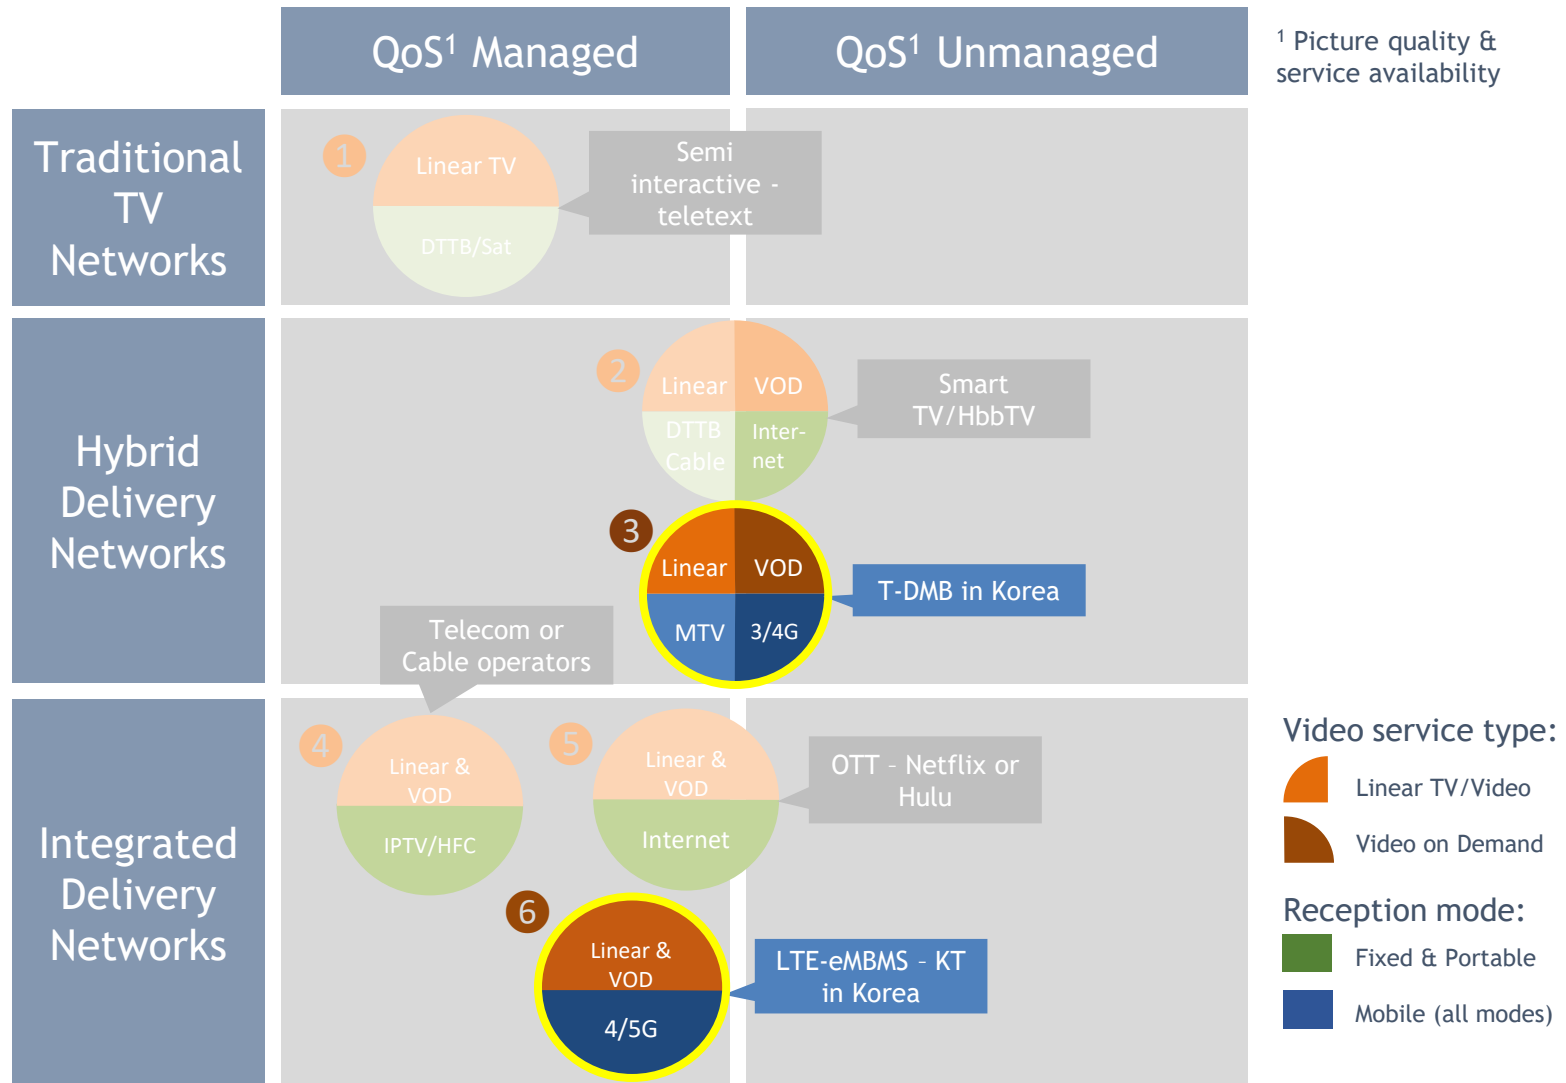 QoS¹ Managed
QoS¹ Unmanaged
¹ Picture quality &
service availability
Traditional
TV
Networks
1
Linear TV
DTTB/Sat
Semi
interactive -
teletext
Hybrid
Delivery
Networks
2
Linear
VOD
DTTB
Cable
Inter-
net
Smart
TV/HbbTV
3
Linear
VOD
MTV
3/4G
T-DMB in Korea
Telecom or
Cable operators
Integrated
Delivery
Networks
4
Linear &
VOD
IPTV/HFC
5
Linear &
VOD
Internet
OTT – Netflix or
Hulu
6
Linear &
VOD
4/5G
LTE-eMBMS – KT
in Korea
Video service type:
Linear TV/Video
Video on Demand
Reception mode:
Fixed & Portable
Mobile (all modes)